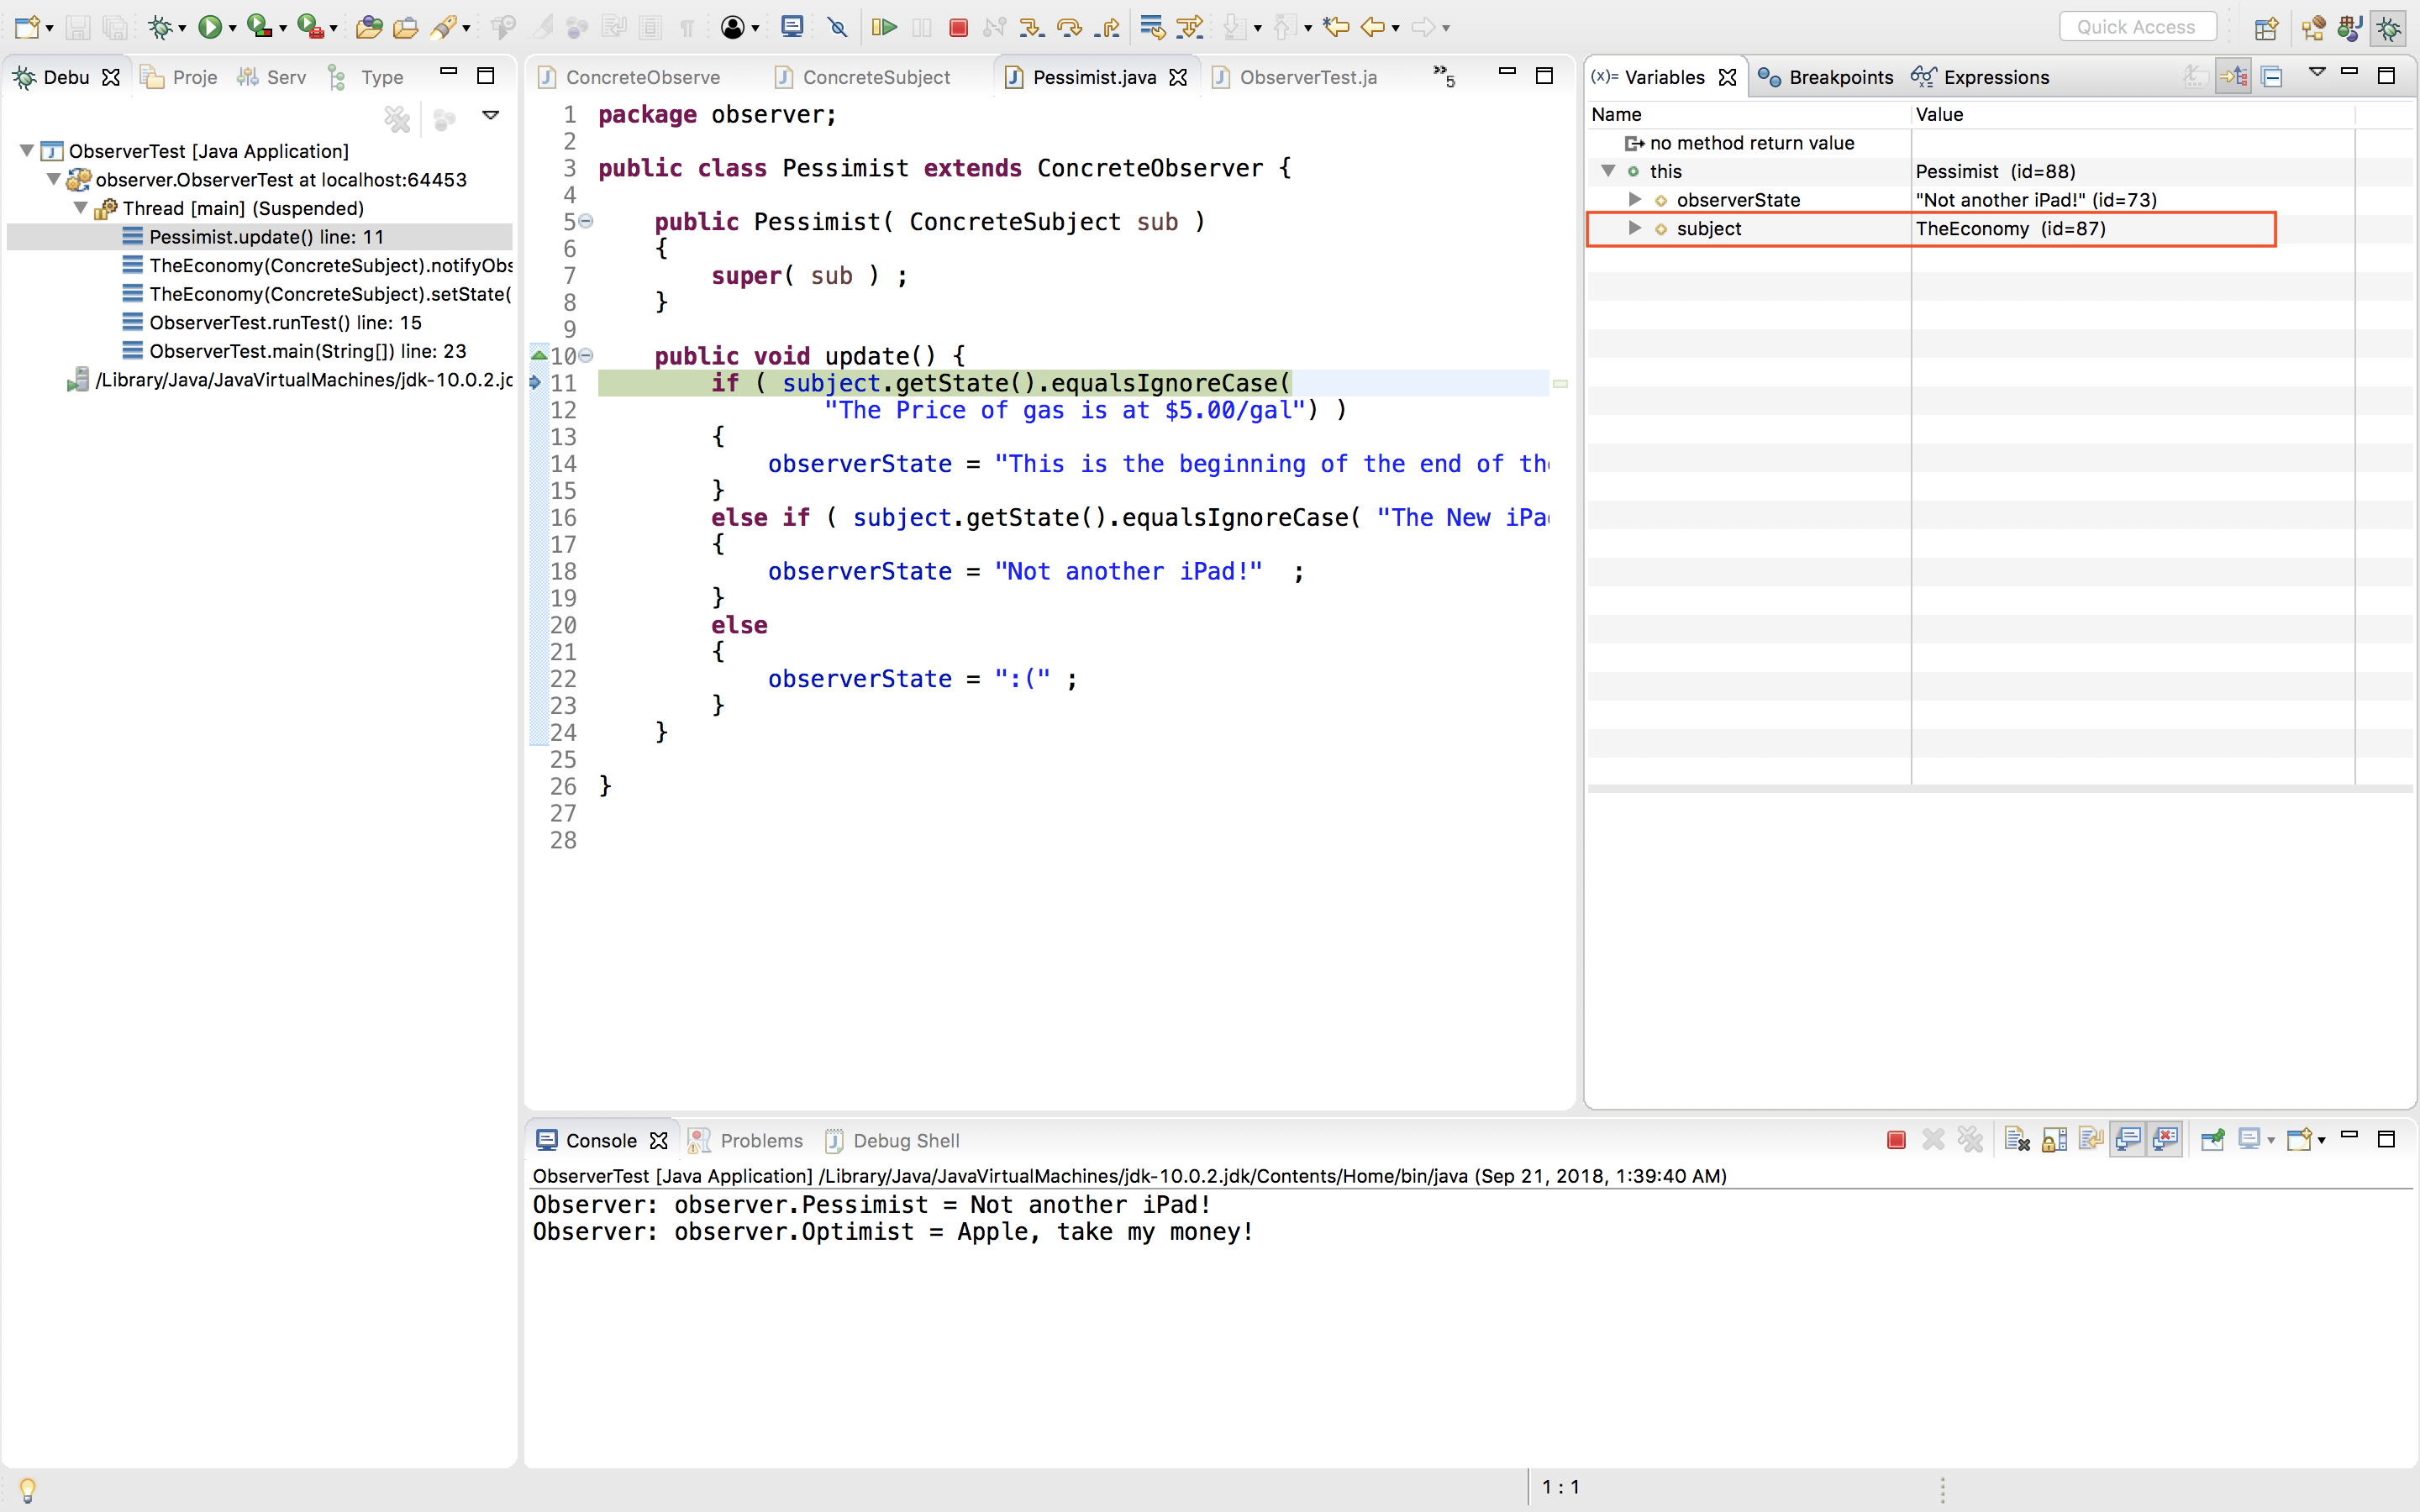 Quick Access
Debu
Proje
Serv
Type
ObserverTest [Java Application]
observer.ObserverTest at localhost:64453
Thread [main] (Suspended)
Pessimist.update() line: 11
TheEconomy(ConcreteSubject).notifyObs
TheEconomy(ConcreteSubject).setState(
ObserverTest.runTest() line: 15
ObserverTest.main(String[]) line: 23
/Library/Java/JavaVirtualMachines/jdk-10.0.2.jd
ConcreteObserve
ConcreteSubject
Pessimist.java
ObserverTest.ja
»5
1 package observer;
2
3 public class Pessimist extends ConcreteObserver {
4
5 public Pessimist( ConcreteSubject sub )
6 {
7 super( sub ) ;
8 }
9
10 public void update() {
11 if ( subject.getState().equalsIgnoreCase(
12 "The Price of gas is at $5.00/gal") )
13 {
14 observerState = "This is the beginning of the end of the
15 }
16 else if ( subject.getState().equalsIgnoreCase( "The New iPad
17 {
18 observerState = "Not another iPad!" ;
19 }
20 else
21 {
22 observerState = ":(" ;
23 }
24 }
25
26 }
27
28
(x)= Variables
Breakpoints
Expressions
Name Value
no method return value
this Pessimist (id=88)
observerState "Not another iPad!" (id=73)
subject TheEconomy (id=87)
Console
Problems
Debug Shell
ObserverTest [Java Application] /Library/Java/JavaVirtualMachines/jdk-10.0.2.jdk/Contents/Home/bin/java (Sep 21, 2018, 1:39:40 AM)
Observer: observer.Pessimist = Not another iPad!
Observer: observer.Optimist = Apple, take my money!
1 : 1